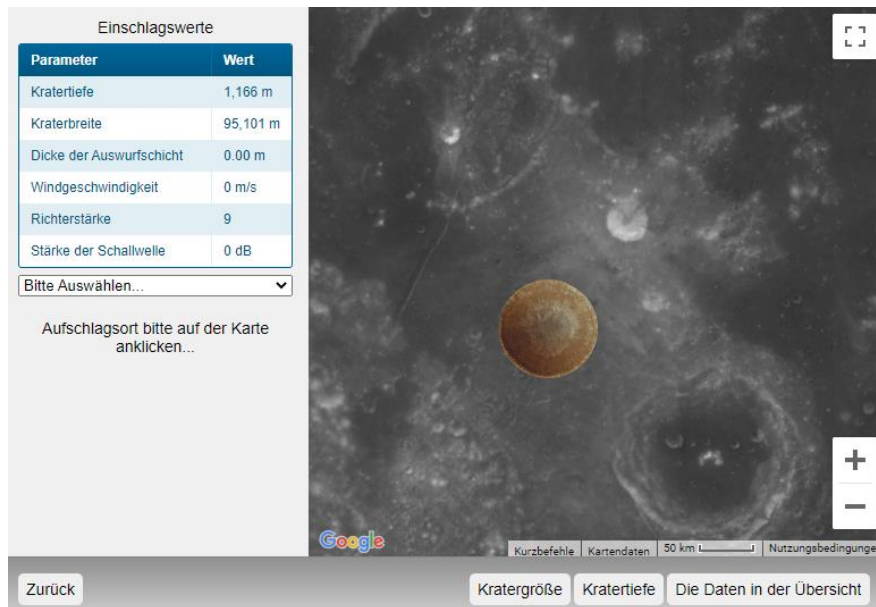 Einschlagswerte
Parameter Wert
Kratertiefe 1,166 m
Kraterbreite 95,101 m
Dicke der Auswurfschicht 0.00 m
Windgeschwindigkeit 0 m/s
Richterstärke 9
Stärke der Schallwelle 0 dB
Bitte Auswählen...
Aufschlagsort bitte auf der Karte
anklicken...
Google
Kurzbefehle Kartendaten 50 km Nutzungsbedingunge
Zurück Kratergröße Kratertiefe Die Daten in der Übersicht